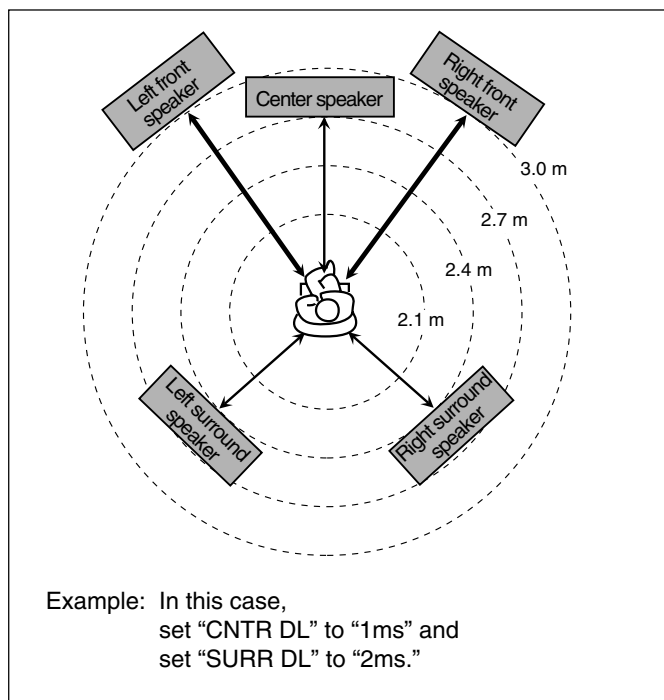 Left front
speaker
Center speaker
Right front
speaker
3.0 m
2.7 m
2.4 m
2.1 m
Left surround
speaker
Right surround
speaker
Example: In this case,
set “CNTR DL” to “1ms” and
set “SURR DL” to “2ms.”